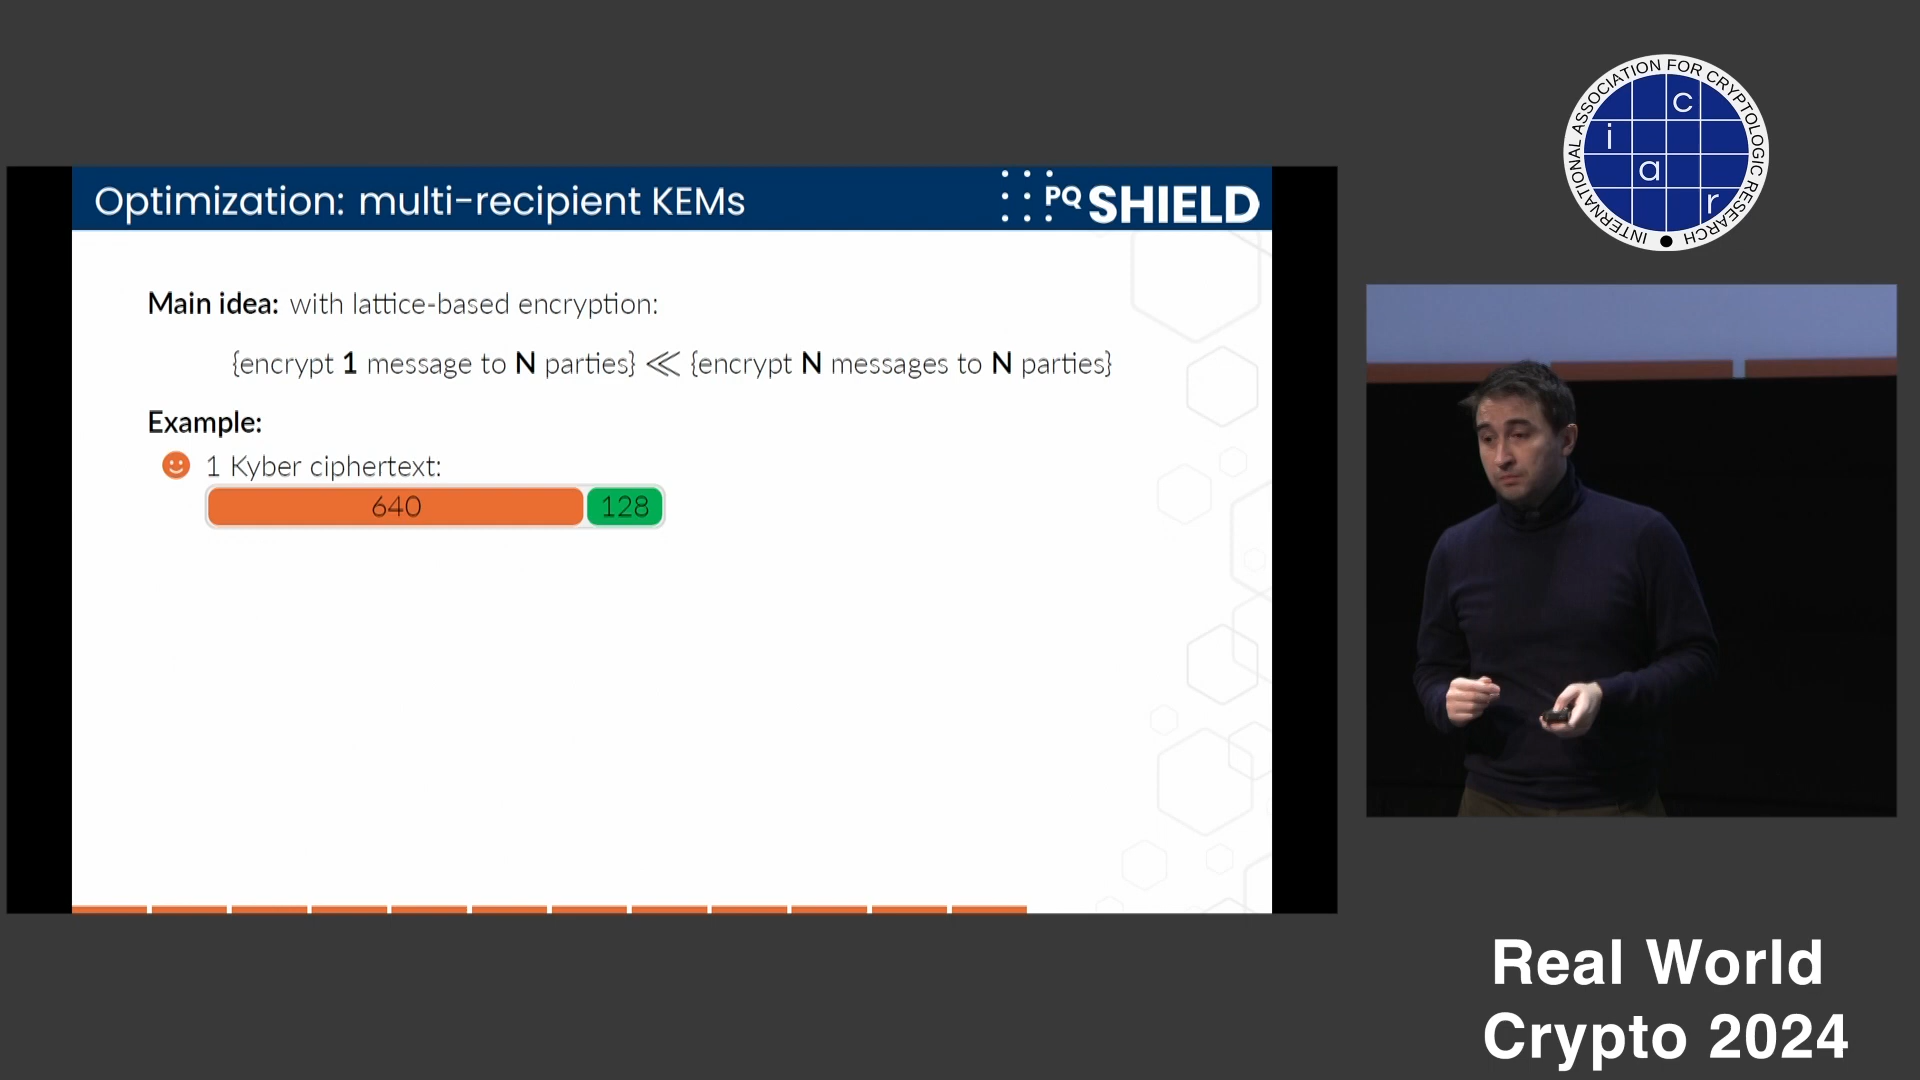 Optimization: multi-recipient KEMs
PQ SHIELD
Main idea: with lattice-based encryption:
{encrypt 1 message to N parties} ≪ {encrypt N messages to N parties}
Example:
1 Kyber ciphertext:
640 128
INTERNATIONAL ASSOCIATION FOR CRYPTOLOGIC RESEARCH
i a c r
Real World
Crypto 2024